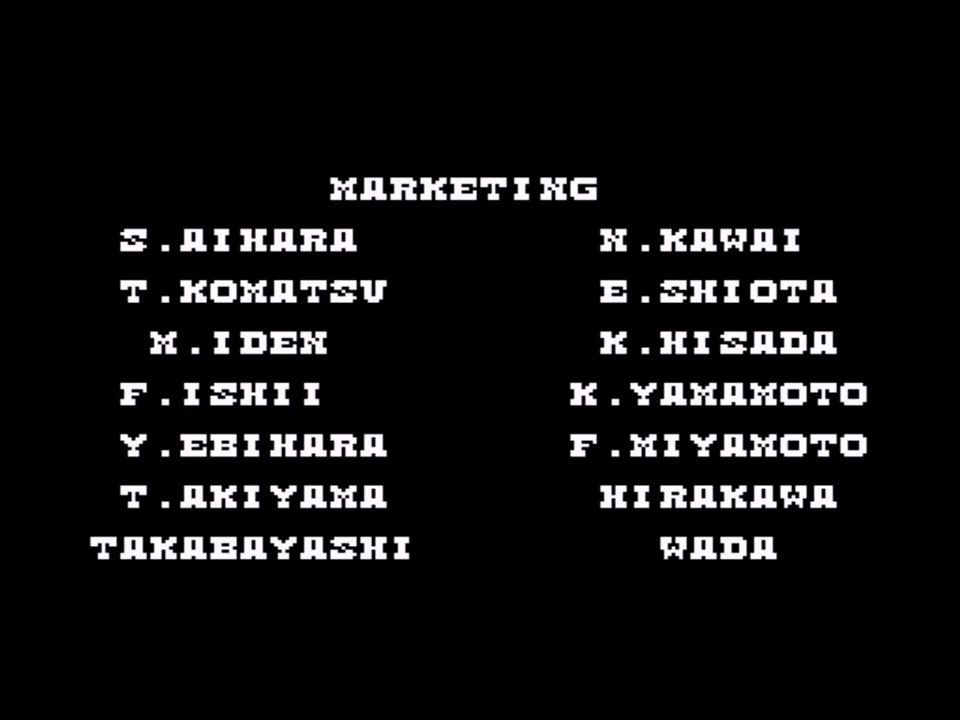 MARKETING
S.AIHARA N.KAWAI
T.KOMATSU E.SHIOTA
M.IDEN K.HISADA
F.ISHII K.YAMAMOTO
Y.EBIHARA F.MIYAMOTO
T.AKIYAMA HIRAKAWA
TAKABAYASHI WADA